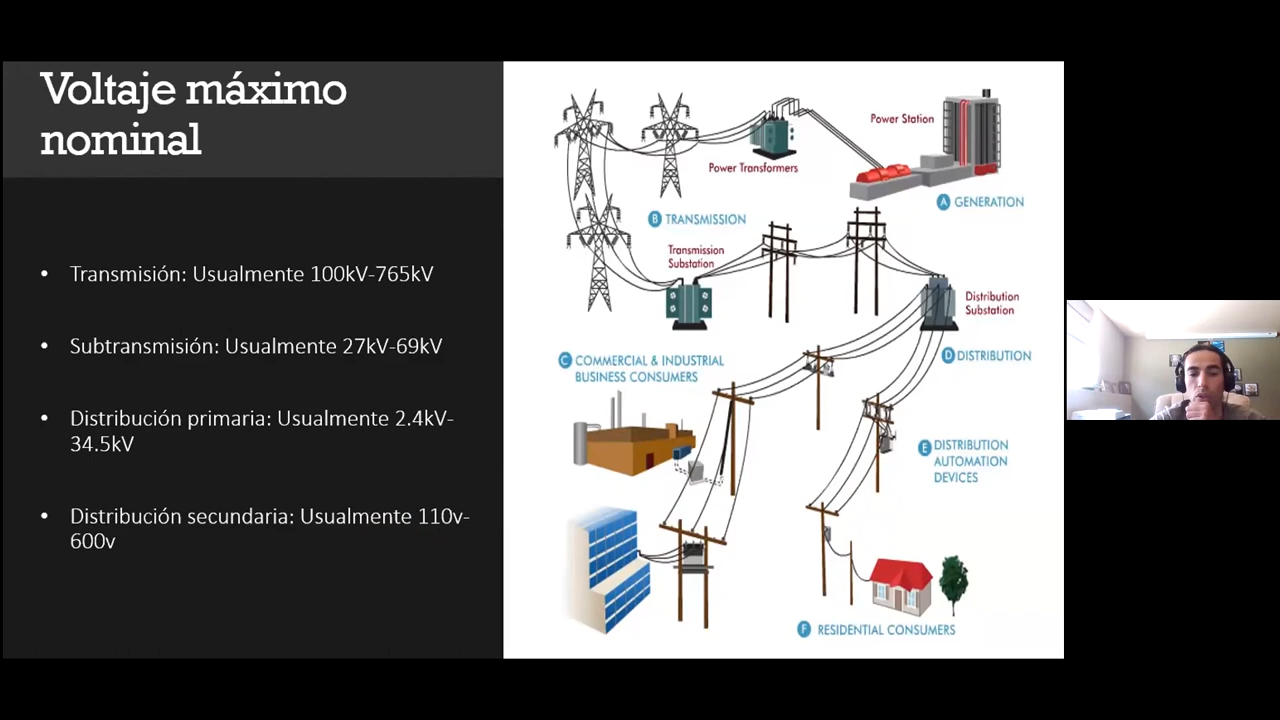 Voltaje máximo
nominal
• Transmisión: Usualmente 100kV-765kV
• Subtransmisión: Usualmente 27kV-69kV
• Distribución primaria: Usualmente 2.4kV-
34.5kV
• Distribución secundaria: Usualmente 110v-
600v
Power Station
Power Transformers
A GENERATION
B TRANSMISSION
Transmission
Substation
Distribution
Substation
C COMMERCIAL & INDUSTRIAL
BUSINESS CONSUMERS
D DISTRIBUTION
E DISTRIBUTION
AUTOMATION
DEVICES
F RESIDENTIAL CONSUMERS